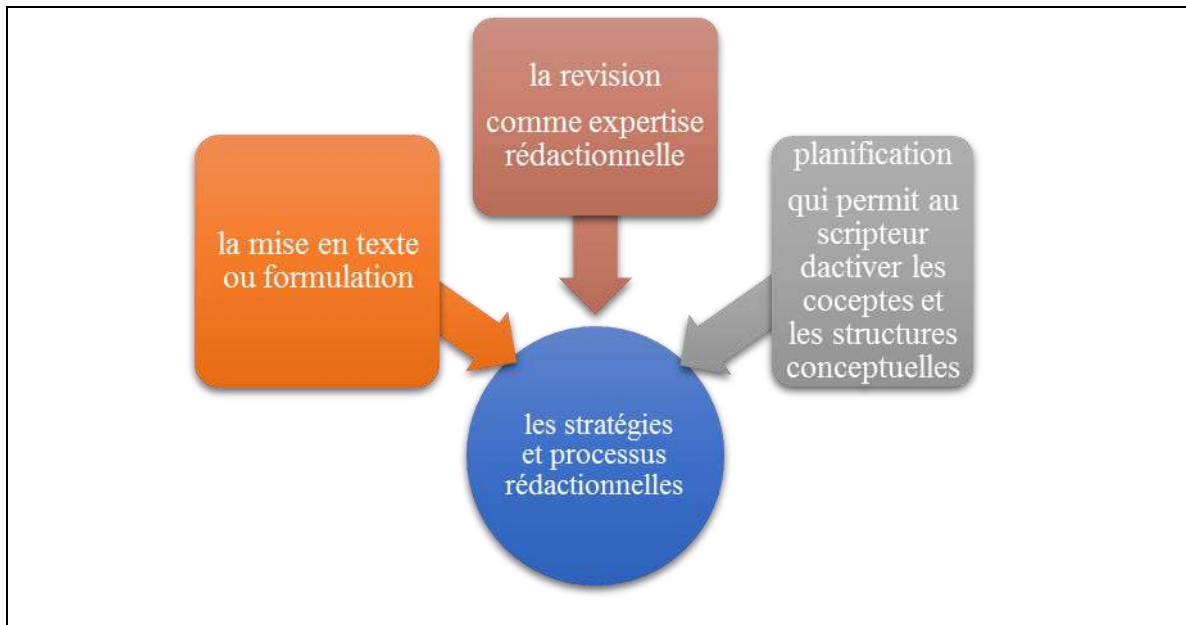 la revision
comme expertise
rédactionnelle
la mise en texte
ou formulation
planification
qui permit au
scripteur
dactiver les
coceptes et
les structures
conceptuelles
les stratégies
et processus
rédactionnelles